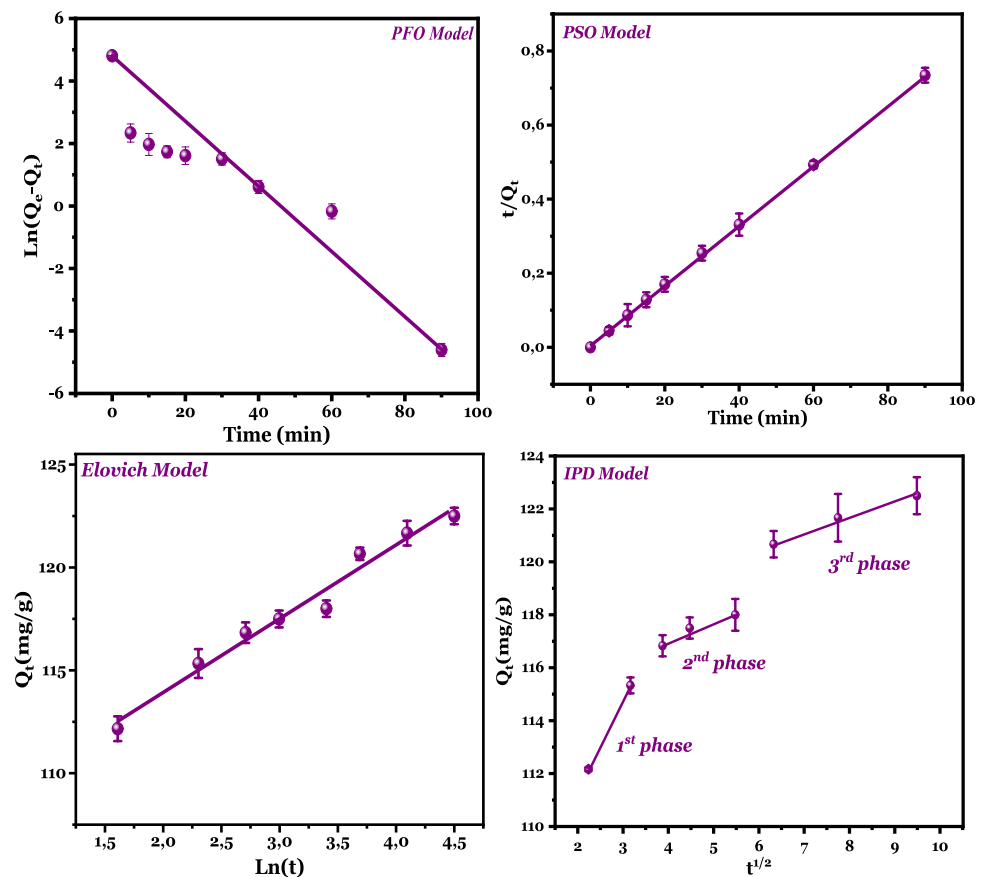 PFO Model
Ln(Qe-Qt)
6
4
2
0
-2
-4
-6
0 20 40 60 80 100
Time (min)
PSO Model
t/Qt
0,8
0,6
0,4
0,2
0,0
0 20 40 60 80 100
Time (min)
Elovich Model
Qt(mg/g)
125
120
115
110
1,5 2,0 2,5 3,0 3,5 4,0 4,5
Ln(t)
IPD Model
Qt(mg/g)
124
122
120
118
116
114
112
110
3rd phase
2nd phase
1st phase
2 3 4 5 6 7 8 9 10
t1/2